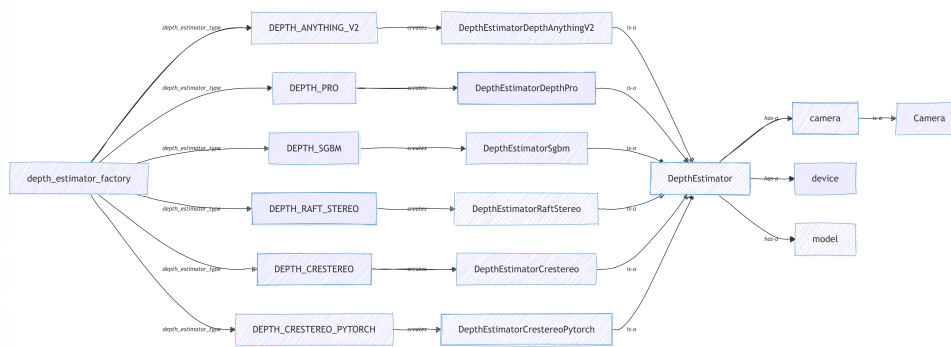 depth_estimator_type DEPTH_ANYTHING_V2 creates DepthEstimatorDepthAnythingV2 is-a
depth_estimator_type DEPTH_PRO creates DepthEstimatorDepthPro is-a
has-a camera is-a Camera
depth_estimator_type DEPTH_SGBM creates DepthEstimatorSgbm is-a
depth_estimator_factory DepthEstimator has-a device
depth_estimator_type DEPTH_RAFT_STEREO creates DepthEstimatorRaftStereo is-a
has-a model
depth_estimator_type DEPTH_CRESTEREO creates DepthEstimatorCrestereo is-a
depth_estimator_type DEPTH_CRESTEREO_PYTORCH creates DepthEstimatorCrestereoPytorch is-a